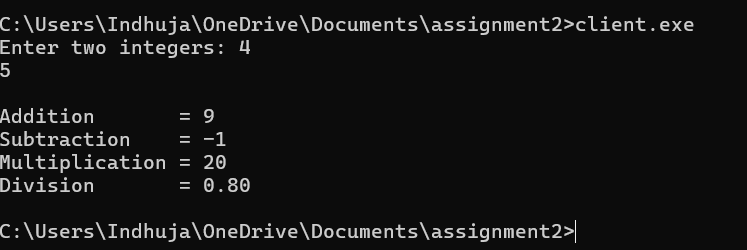 C:\Users\Indhuja\OneDrive\Documents\assignment2>client.exe
Enter two integers: 4
5
Addition       = 9
Subtraction    = -1
Multiplication = 20
Division       = 0.80
C:\Users\Indhuja\OneDrive\Documents\assignment2>